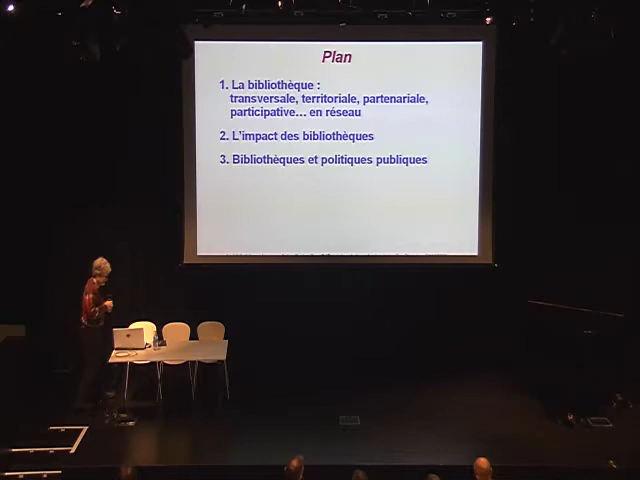 Plan
1. La bibliothèque :
transversale, territoriale, partenariale,
participative… en réseau
2. L'impact des bibliothèques
3. Bibliothèques et politiques publiques